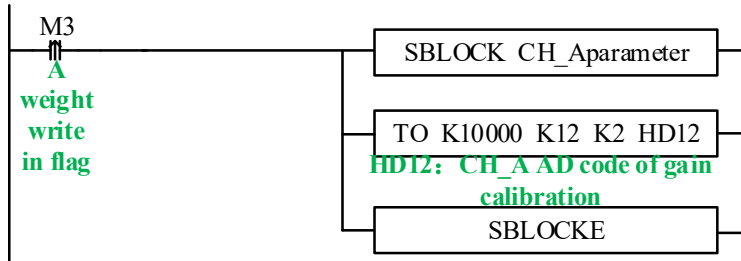 M3
A
weight
write
in flag
SBLOCK CH_Aparameter
TO K10000 K12 K2 HD12
HD12：CH_A AD code of gain
calibration
SBLOCKE